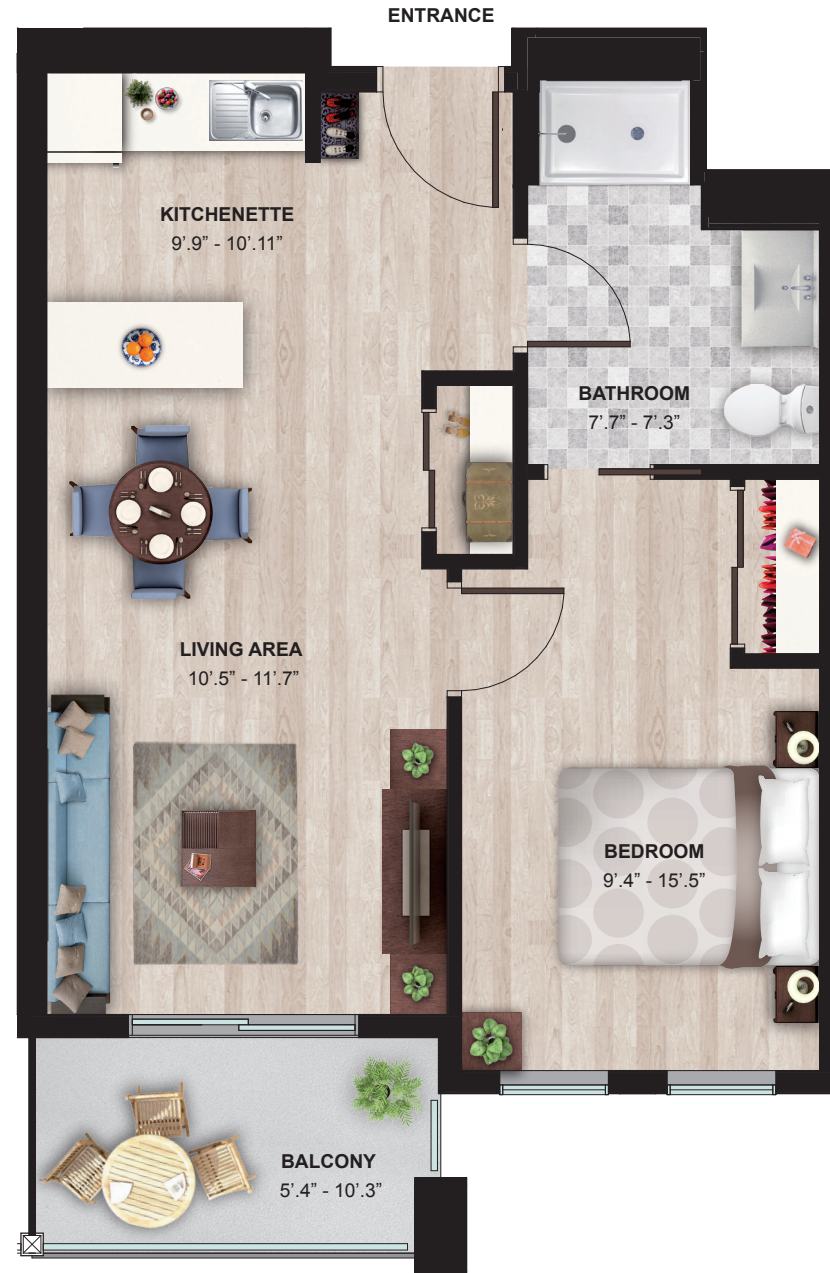 ENTRANCE
KITCHENETTE
9’.9” - 10’.11”
BATHROOM
7’.7” - 7’.3”
LIVING AREA
10’.5” - 11’.7”
BEDROOM
9’.4” - 15’.5”
BALCONY
5’.4” - 10’.3”